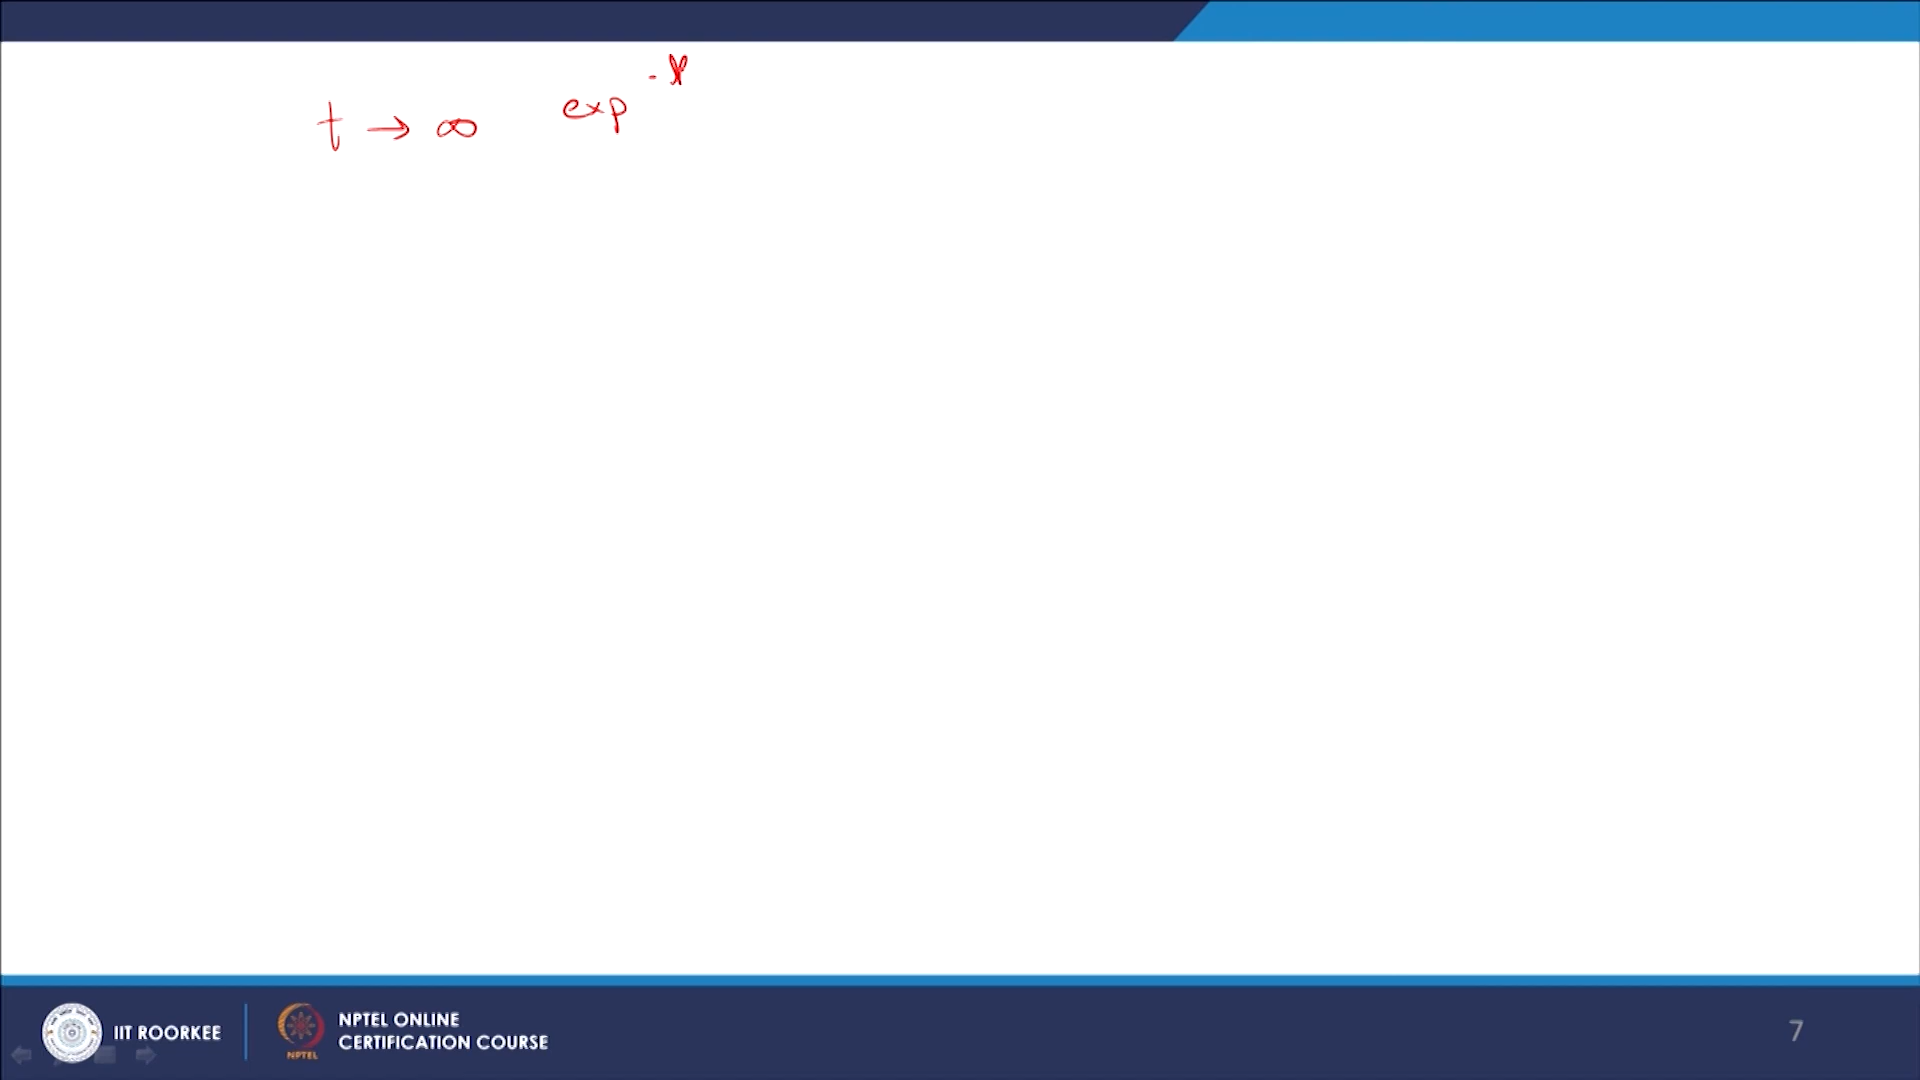 t → ∞ exp
IIT ROORKEE
NPTEL
NPTEL ONLINE
CERTIFICATION COURSE
7